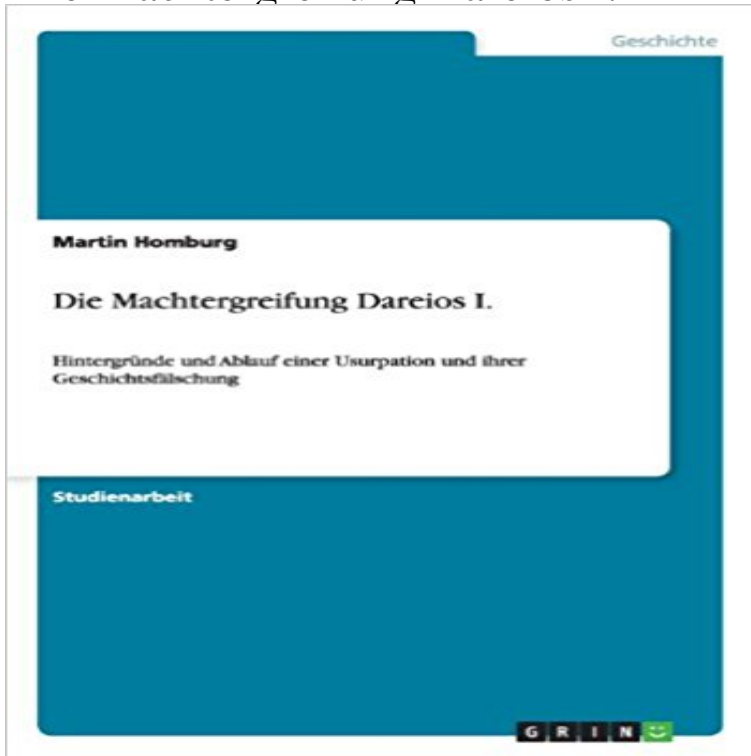 Geschichte
Martin Homburg
Die Machtergreifung Dareios I.
Hintergründe und Ablauf einer Usurpation und ihrer
Geschichtsfälschung
Studienarbeit
GRIN